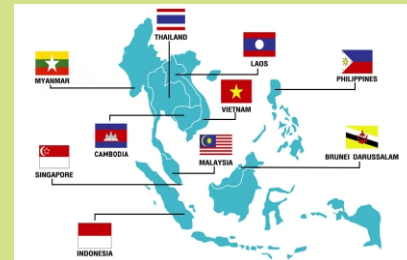 THAILAND
LAOS
MYANMAR
PHILIPPINES
VIETNAM
CAMBODIA
MALAYSIA
BRUNEI DARUSSALAM
SINGAPORE
INDONESIA